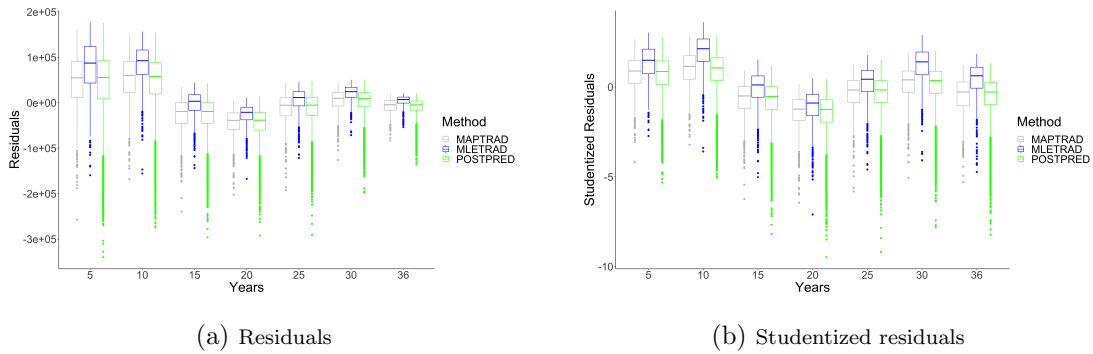 2e+05
1e+05
0e+00
-1e+05
-2e+05
-3e+05
Residuals
5 10 15 20 25 30 36
Years
Method
MAPTRAD
MLETRAD
POSTPRED
(a) Residuals
0
-5
-10
Studentized Residuals
5 10 15 20 25 30 36
Years
Method
MAPTRAD
MLETRAD
POSTPRED
(b) Studentized residuals